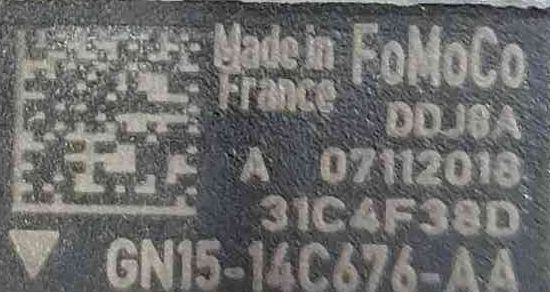 Made in France FoMoCo
DDJ8A
A 07112018
31C4F38D
GN15-14C676-AA